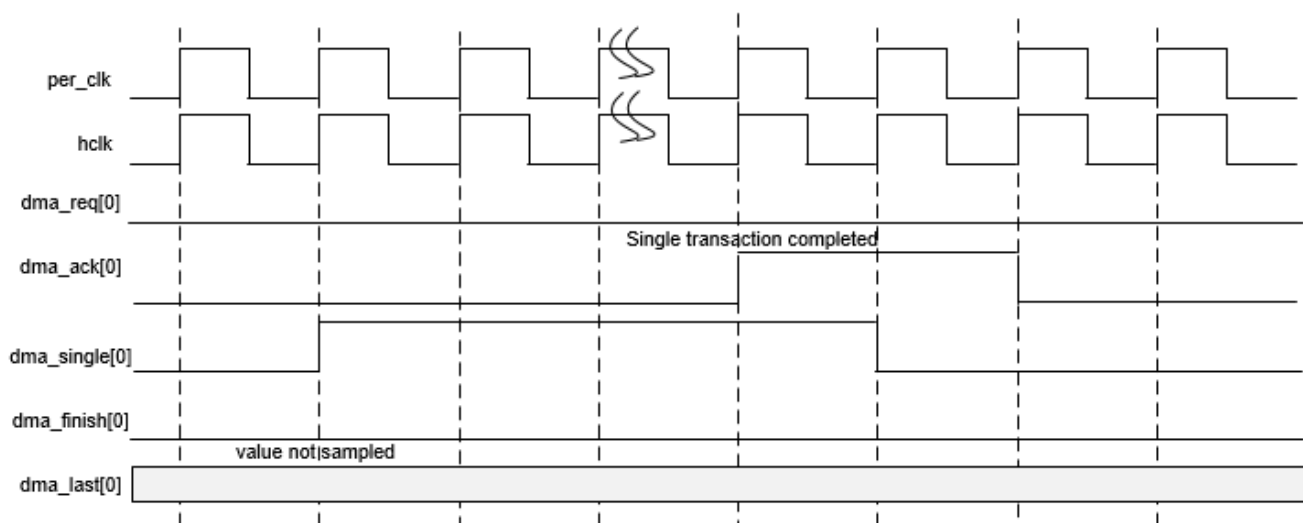 per_clk
hclk
dma_req[0]
Single transaction completed
dma_ack[0]
dma_single[0]
dma_finish[0]
value not sampled
dma_last[0]